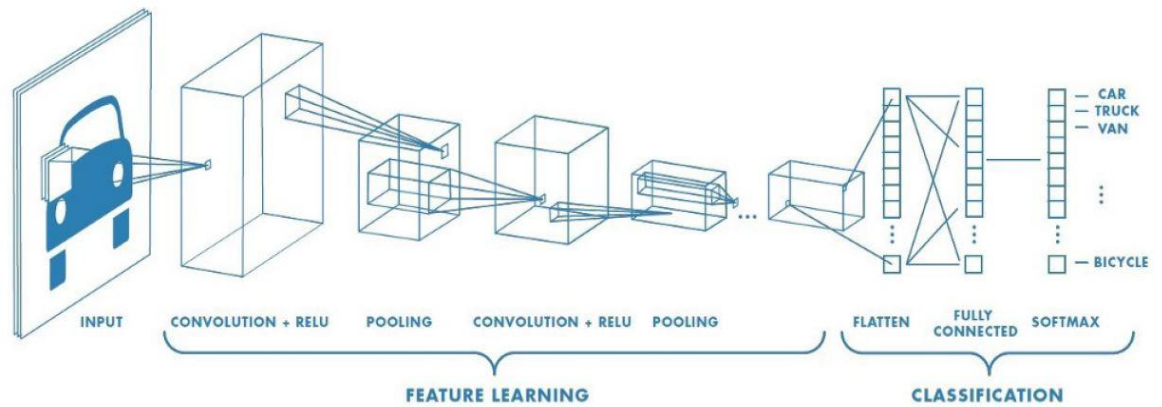 CAR
TRUCK
VAN
BICYCLE
INPUT
CONVOLUTION + RELU
POOLING
CONVOLUTION + RELU
POOLING
FLATTEN
FULLY
CONNECTED
SOFTMAX
FEATURE LEARNING
CLASSIFICATION